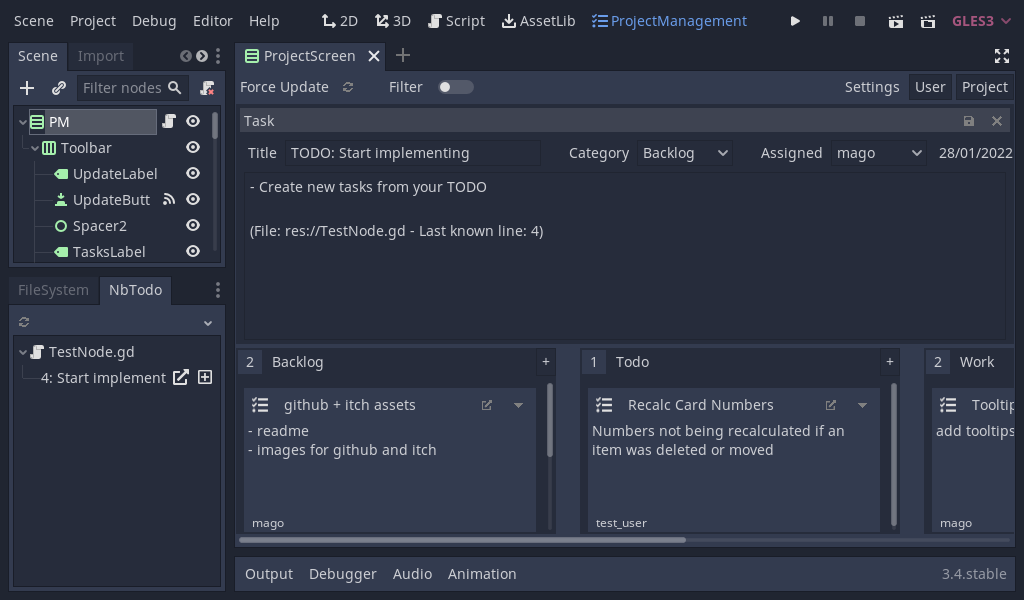 Scene Project Debug Editor Help 2D 3D Script AssetLib ProjectManagement GLES3
Scene Import
Filter nodes
PM
Toolbar
UpdateLabel
UpdateButt
Spacer2
TasksLabel
FileSystem NbTodo
TestNode.gd
4: Start implement
ProjectScreen
Force Update Filter Settings User Project
Task
Title TODO: Start implementing Category Backlog Assigned mago 28/01/2022
- Create new tasks from your TODO
(File: res://TestNode.gd - Last known line: 4)
2 Backlog +
github + itch assets
- readme
- images for github and itch
mago
1 Todo +
Recalc Card Numbers
Numbers not being recalculated if an
item was deleted or moved
test_user
2 Work
Tooltip
add tooltips
mago
Output Debugger Audio Animation 3.4.stable